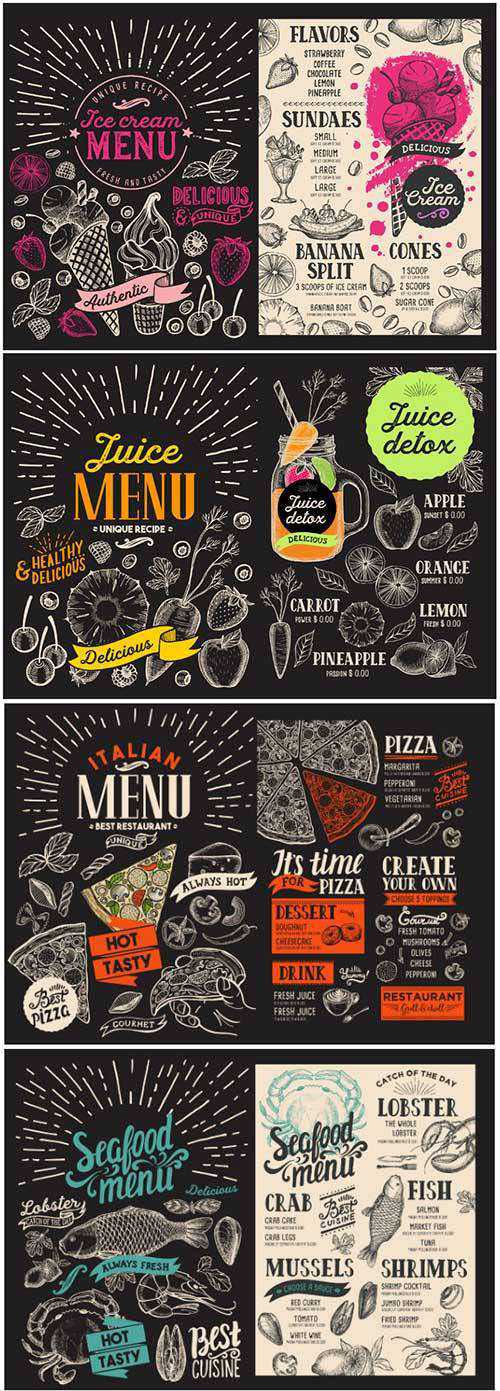 UNIQUE RECIPE
Ice cream
MENU
FRESH AND TASTY
DELICIOUS
& UNIQUE
Authentic
FLAVORS
STRAWBERRY
COFFEE
CHOCOLATE
LEMON
PINEAPPLE
SUNDAES
SMALL
MEDIUM
LARGE
LARGE
DELICIOUS
Ice
Cream
BANANA
SPLIT
3 SCOOPS OF ICE CREAM
BANANA BOAT
CONES
1 SCOOP
2 SCOOPS
SUGAR CONE
Juice
MENU
UNIQUE RECIPE
& HEALTHY
DELICIOUS
Delicious
Juice
detox
DELICIOUS
Juice
detox
APPLE
SUNSET $ 0.00
ORANGE
SUMMER $ 0.00
CARROT
POWER $ 0.00
LEMON
FRESH $ 0.00
PINEAPPLE
PASSION $ 0.00
ITALIAN
MENU
BEST RESTAURANT
UNIQUE
ALWAYS HOT
HOT
TASTY
Best
PIZZA
GOURMET
PIZZA
MARGARITA
PEPPERONI
VEGETARIAN
Best
CUISINE
It's time
FOR PIZZA
DESSERT
DOUGHNUT
CHEESECAKE
DRINK
Yummy!
FRESH JUICE
FRESH JUICE
CREATE
YOUR OWN
CHOOSE 5 TOPPINGS
Gourmet
FRESH TOMATO
MUSHROOMS
OLIVES
CHEESE
PEPPERONI
RESTAURANT
Grill & chill
Seafood
menu
Lobster
CATCH OF THE DAY
Delicious
ALWAYS FRESH
HOT
TASTY
Best
CUISINE
Seafood
menu
CRAB
CRAB CAKE
CRAB LEGS
Best
CUISINE
MUSSELS
CHOOSE A SAUCE
RED CURRY
TOMATO
WHITE WINE
CATCH OF THE DAY
LOBSTER
THE WHOLE
LOBSTER
FISH
SALMON
MARKET FISH
TUNA
SHRIMPS
SHRIMP COCKTAIL
JUMBO SHRIMP
FRIED SHRIMP